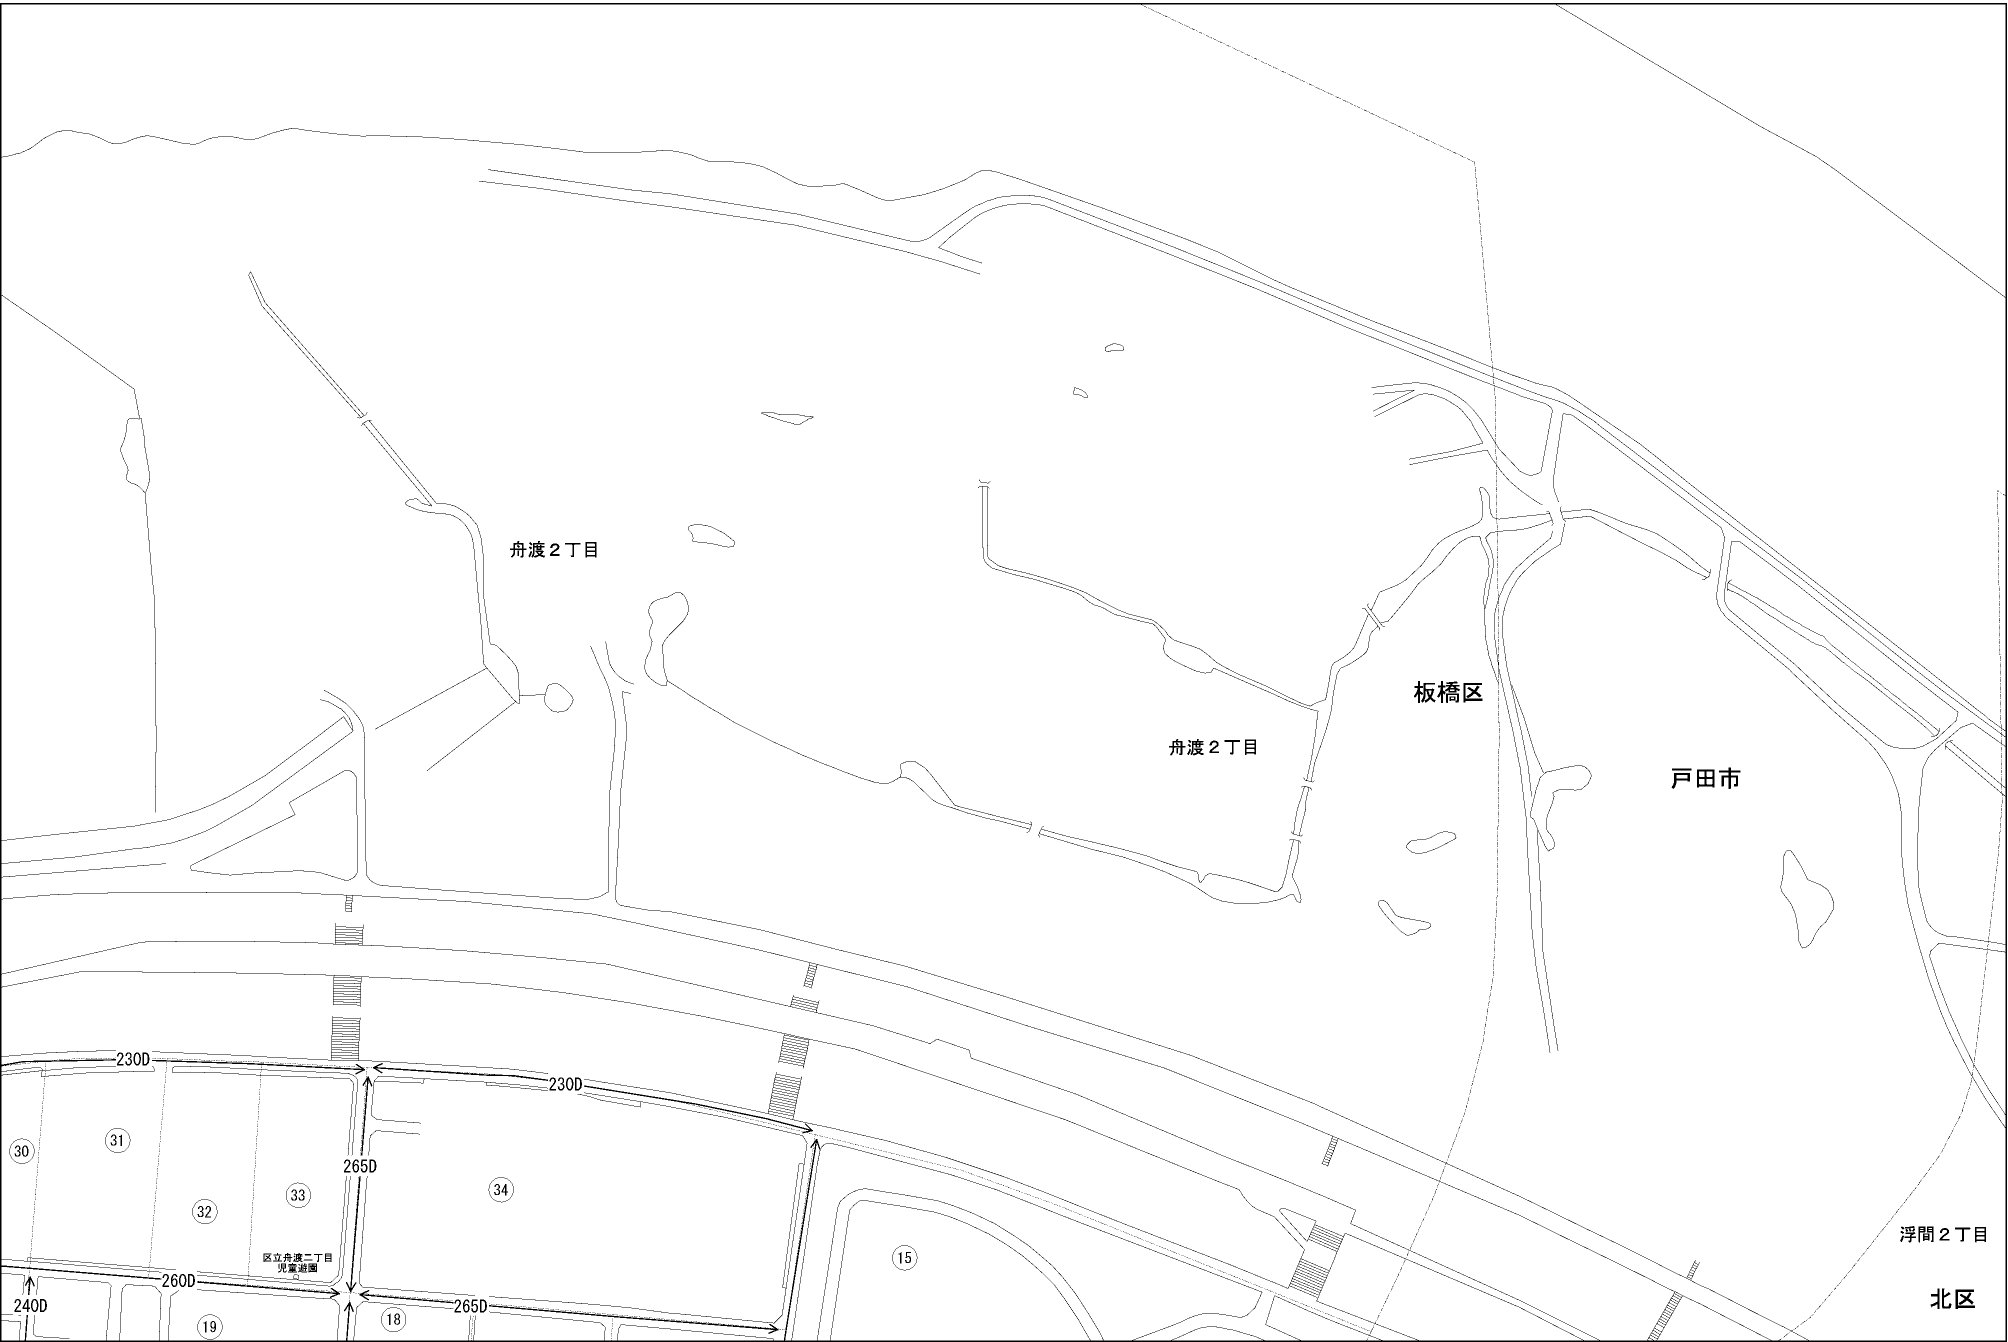 舟渡２丁目
板橋区
舟渡２丁目
戸田市
230D
230D
31
30
265D
34
33
32
浮間２丁目
区立舟渡二丁目
児童遊園
15
260D
北区
240D
265D
18
19